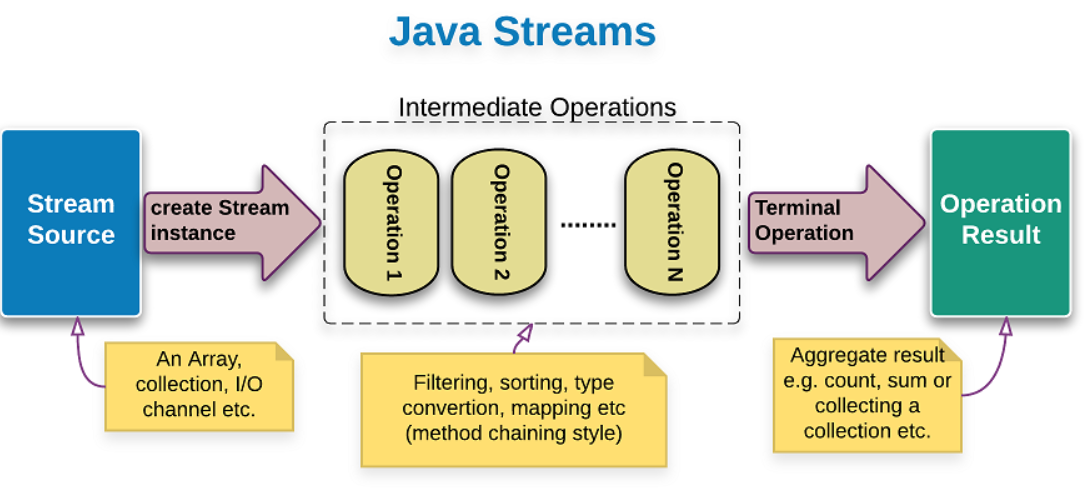 Java Streams
Intermediate Operations
Stream
Source
create Stream
instance
Operation 1
Operation 2
........
Operation N
Terminal
Operation
Operation
Result
An Array,
collection, I/O
channel etc.
Filtering, sorting, type
convertion, mapping etc
(method chaining style)
Aggregate result
e.g. count, sum or
collecting a
collection etc.